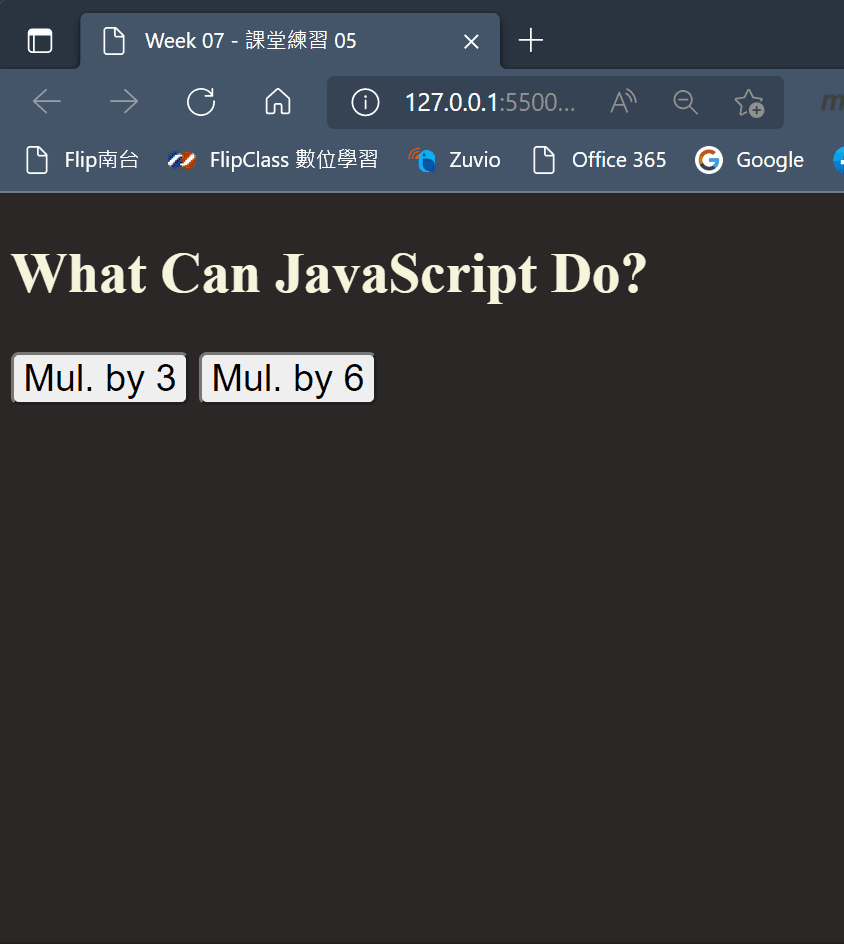 Week 07 - 課堂練習 05
127.0.0.1:5500...
Flip南台 FlipClass 數位學習 Zuvio Office 365 Google
What Can JavaScript Do?
Mul. by 3 Mul. by 6